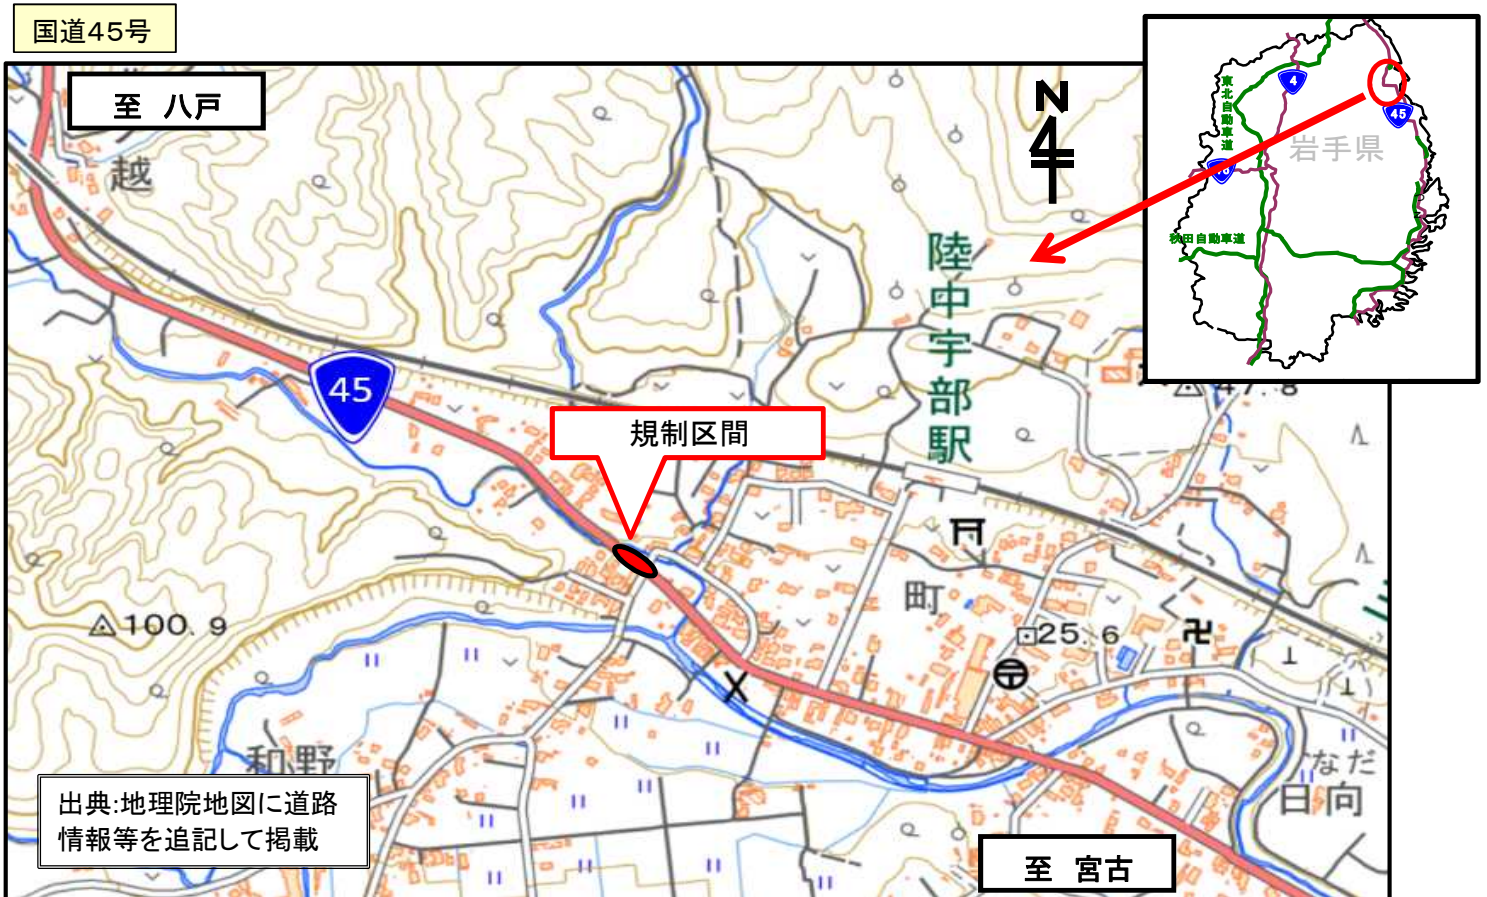 国道45号
至 八戸
越
N
陸中宇部駅
4
45
東北自動車道
岩手県
秋田自動車道
45
規制区間
47.8
町
100.9
25.6
和野
なだ
日向
出典:地理院地図に道路
情報等を追記して掲載
至 宮古